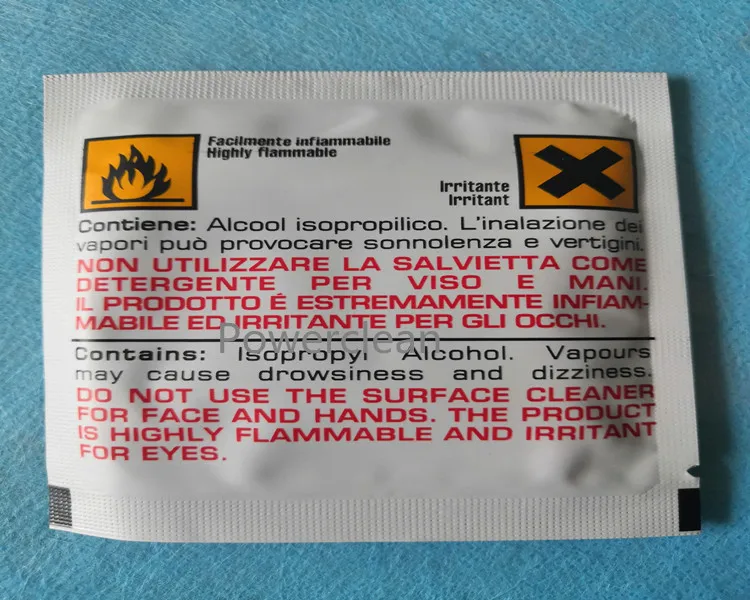 Facilmente infiammabile
Highly flammable
Irritante
Irritant
Contiene: Alcool isopropilico. L'inalazione dei
vapori può provocare sonnolenza e vertigini.
NON UTILIZZARE LA SALVIETTA COME
DETERGENTE PER VISO E MANI.
IL PRODOTTO É ESTREMAMENTE INFIAM-
MABILE ED IRRITANTE PER GLI OCCHI.
Powerclean
Contains: Isopropyl Alcohol. Vapours
may cause drowsiness and dizziness.
DO NOT USE THE SURFACE CLEANER
FOR FACE AND HANDS. THE PRODUCT
IS HIGHLY FLAMMABLE AND IRRITANT
FOR EYES.